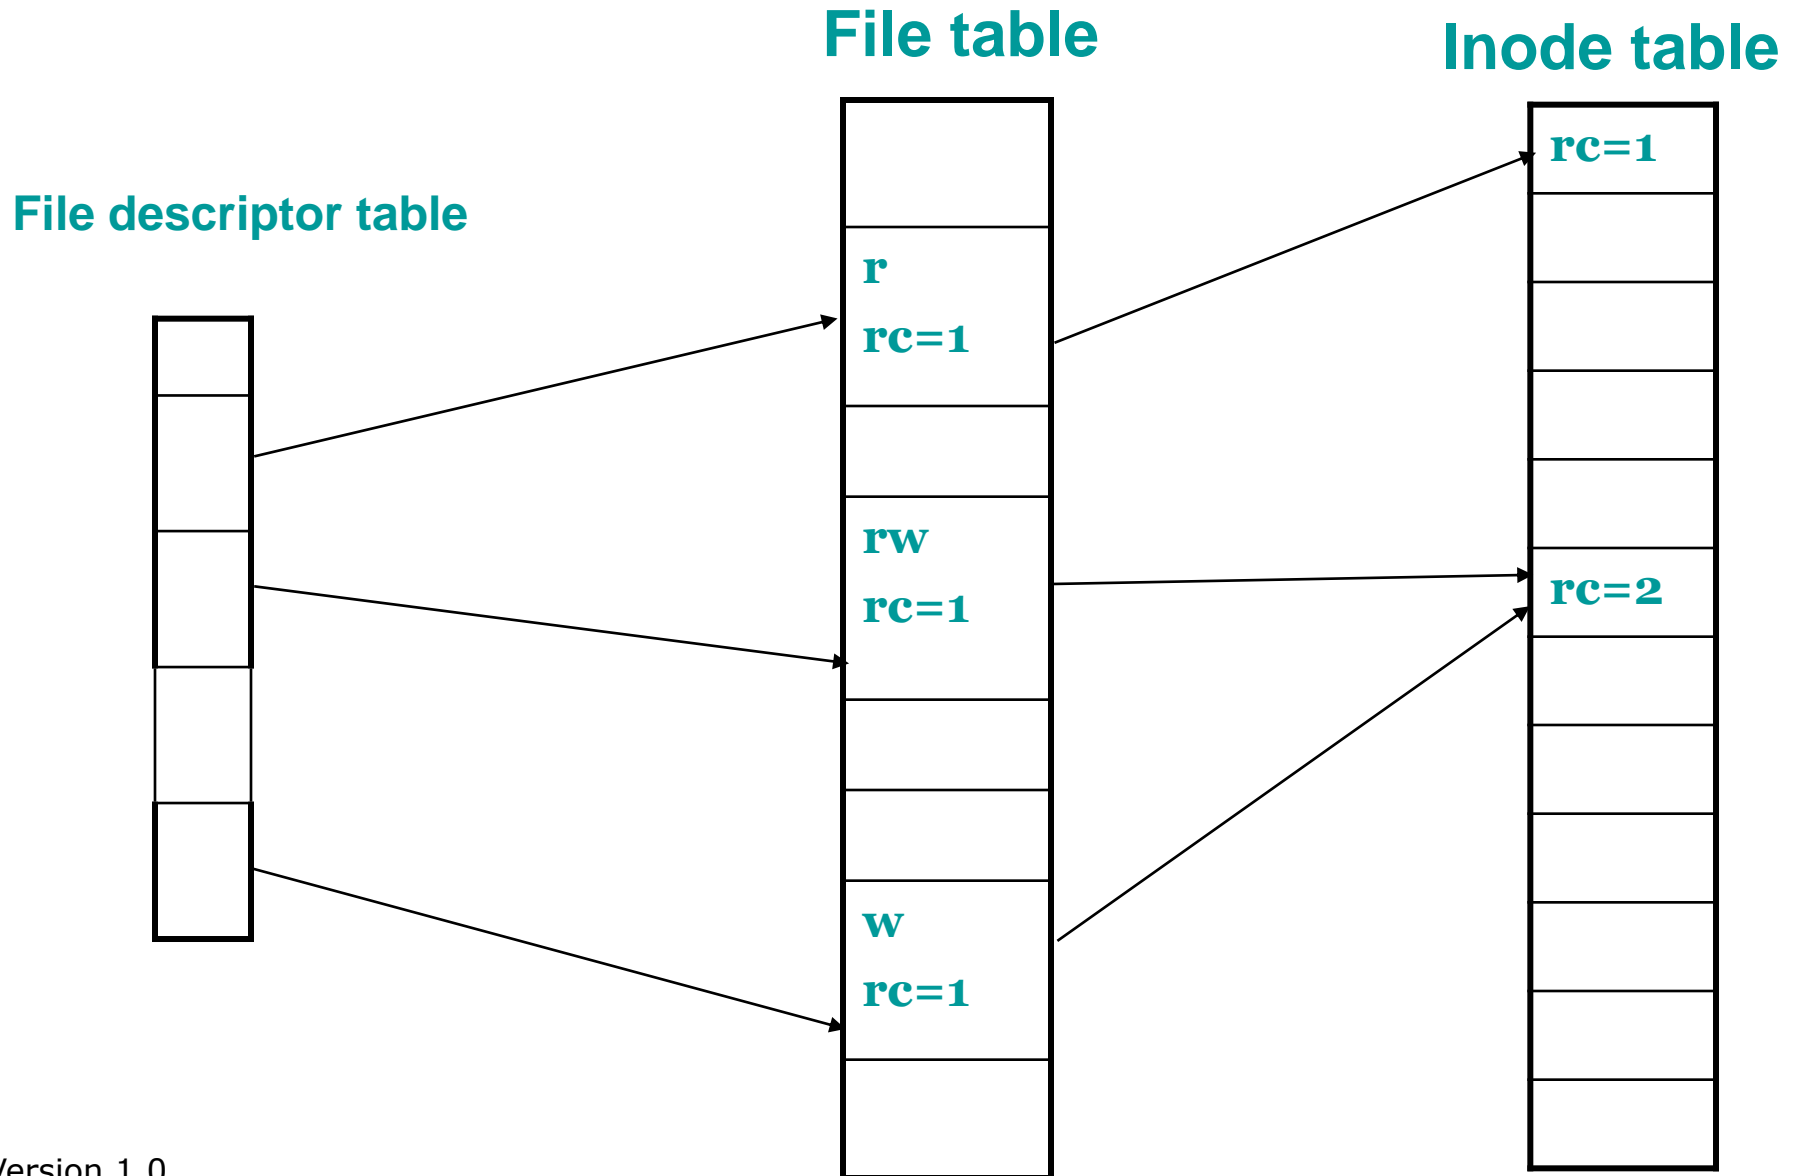 File table
Inode table
File descriptor table
r
rc=1
rw
rc=1
w
rc=1
rc=1
rc=2
Version 1.0